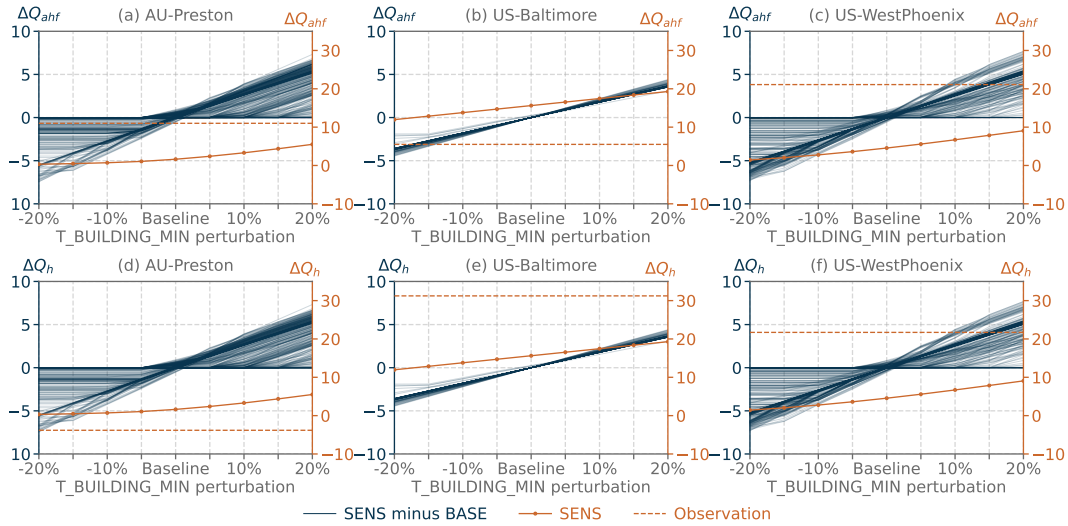 ΔQahf (a) AU-Preston ΔQahf
ΔQahf (b) US-Baltimore ΔQahf
ΔQahf (c) US-WestPhoenix ΔQahf
10 5 0 −5 10
30 20 10 0 −10
10 5 0 −5 −10
30 20 10 0 −10
10 5 0 −5 −10
30 20 10 0 −10
-20% -10% Baseline 10% 20%
-20% -10% Baseline 10% 20%
-20% -10% Baseline 10% 20%
T_BUILDING_MIN perturbation
T_BUILDING_MIN perturbation
T_BUILDING_MIN perturbation
ΔQh (d) AU-Preston ΔQh
ΔQh (e) US-Baltimore ΔQh
ΔQh (f) US-WestPhoenix ΔQh
10 5 0 −5 10
30 20 10 0 −10
10 5 0 −5 −10
30 20 10 0 −10
10 5 0 −5 −10
30 20 10 0 −10
-20% -10% Baseline 10% 20%
-20% -10% Baseline 10% 20%
-20% -10% Baseline 10% 20%
T_BUILDING_MIN perturbation
T_BUILDING_MIN perturbation
T_BUILDING_MIN perturbation
SENS minus BASE SENS Observation